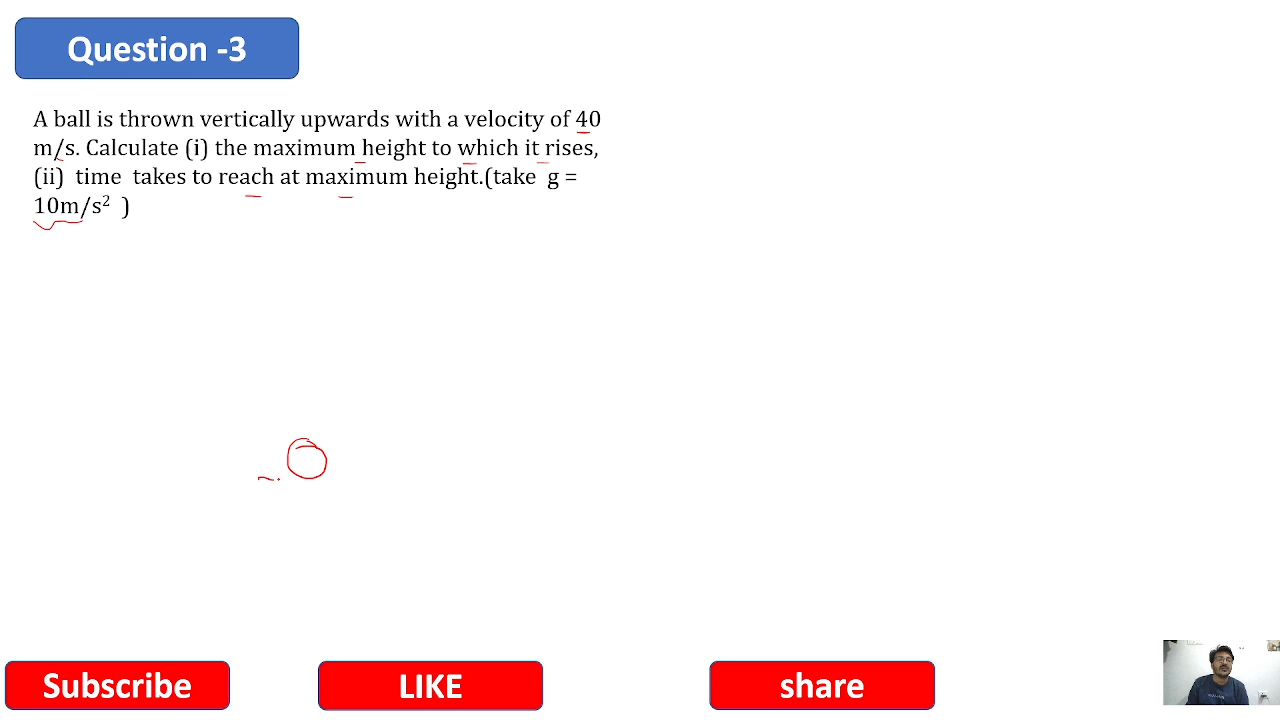 Question -3
A ball is thrown vertically upwards with a velocity of 40
m/s. Calculate (i) the maximum height to which it rises,
(ii) time takes to reach at maximum height.(take g =
10m/s² )
Subscribe
LIKE
share